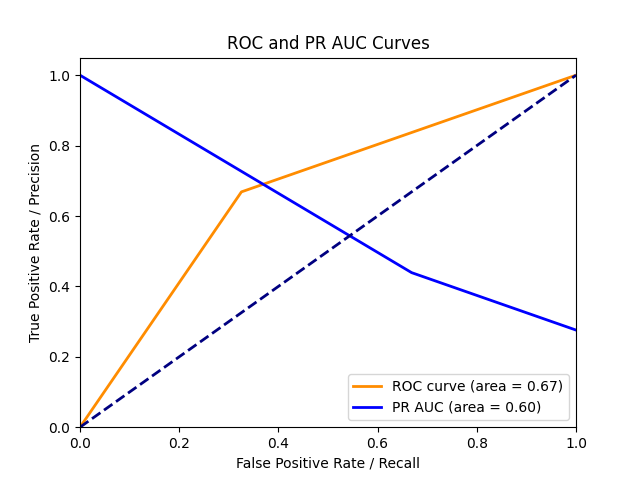 ROC and PR AUC Curves
True Positive Rate / Precision
1.0
0.8
0.6
0.4
0.2
0.0
ROC curve (area = 0.67)
PR AUC (area = 0.60)
0.0 0.2 0.4 0.6 0.8 1.0
False Positive Rate / Recall